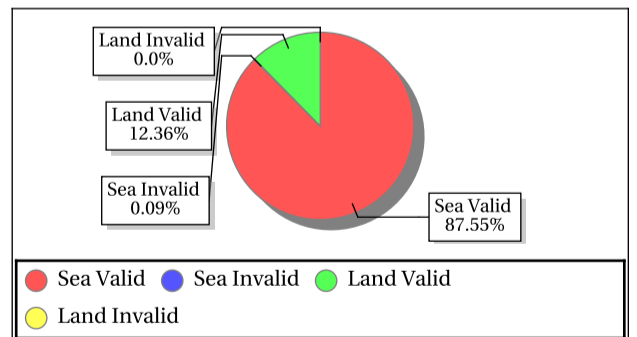 Land Invalid
0.0%
Land Valid
12.36%
Sea Invalid
0.09%
Sea Valid
87.55%
Sea Valid Sea Invalid Land Valid
Land Invalid